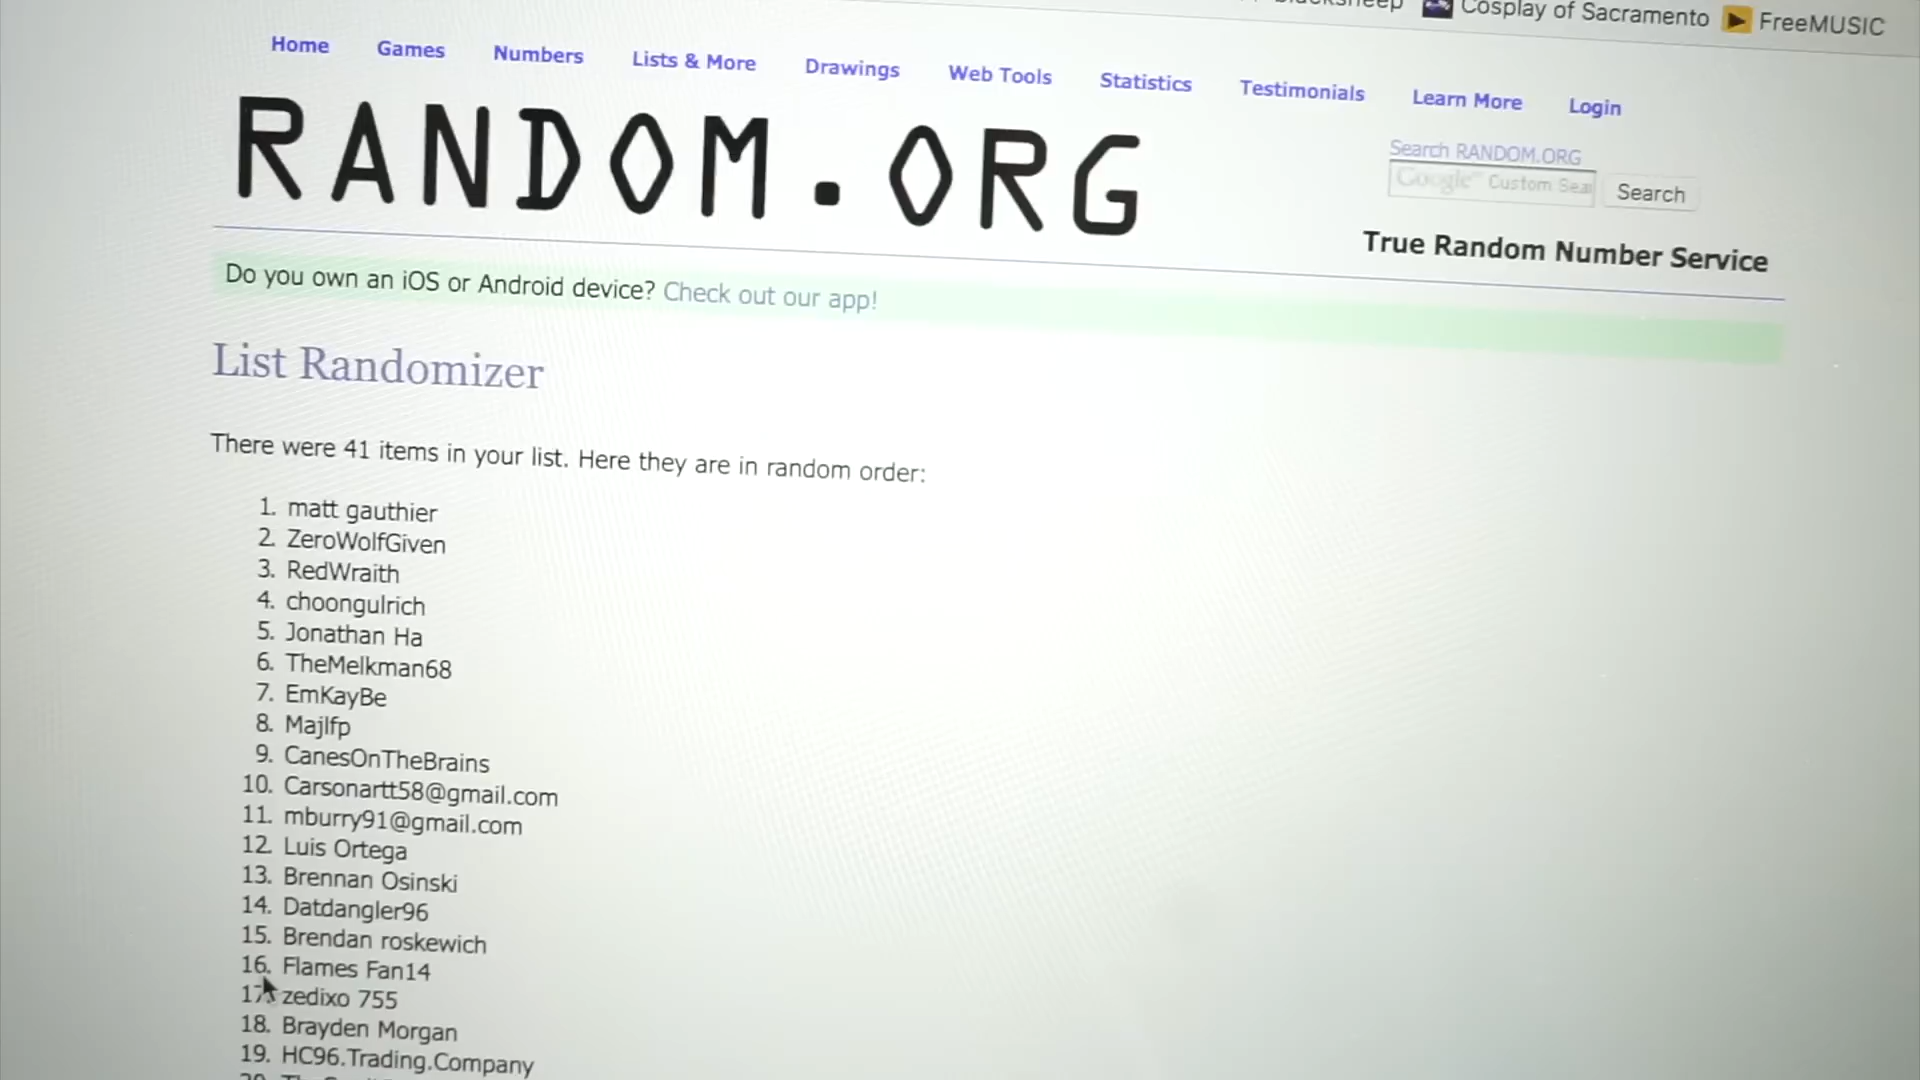 Cosplay of Sacramento FreeMUSIC
Home Games Numbers Lists & More Drawings Web Tools Statistics Testimonials Learn More Login
RANDOM.ORG
Search RANDOM.ORG
Google™ Custom Sear Search
True Random Number Service
Do you own an iOS or Android device? Check out our app!
List Randomizer
There were 41 items in your list. Here they are in random order:
1. matt gauthier
2. ZeroWolfGiven
3. RedWraith
4. choongulrich
5. Jonathan Ha
6. TheMelkman68
7. EmKayBe
8. Majlfp
9. CanesOnTheBrains
10. Carsonartt58@gmail.com
11. mburry91@gmail.com
12. Luis Ortega
13. Brennan Osinski
14. Datdangler96
15. Brendan roskewich
16. Flames Fan14
17. zedixo 755
18. Brayden Morgan
19. HC96.Trading.Company